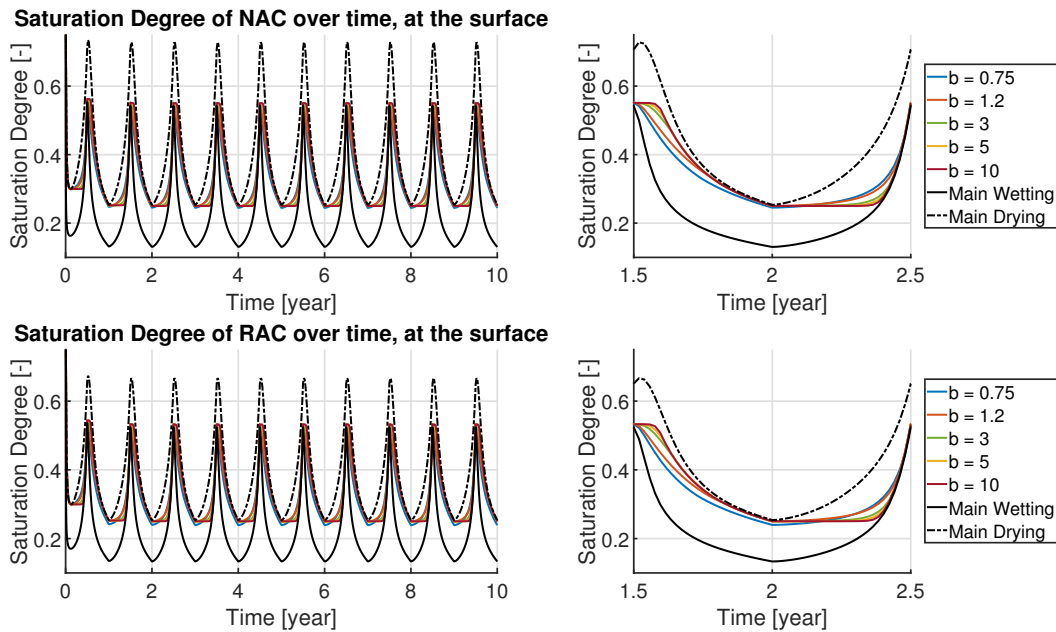 Saturation Degree of NAC over time, at the surface
Saturation Degree [-]
0.6
0.4
0.2
0 2 4 6 8 10
Time [year]
Saturation Degree [-]
0.6
0.4
0.2
1.5 2 2.5
Time [year]
b = 0.75
b = 1.2
b = 3
b = 5
b = 10
Main Wetting
Main Drying
Saturation Degree of RAC over time, at the surface
Saturation Degree [-]
0.6
0.4
0.2
0 2 4 6 8 10
Time [year]
Saturation Degree [-]
0.6
0.4
0.2
1.5 2 2.5
Time [year]
b = 0.75
b = 1.2
b = 3
b = 5
b = 10
Main Wetting
Main Drying